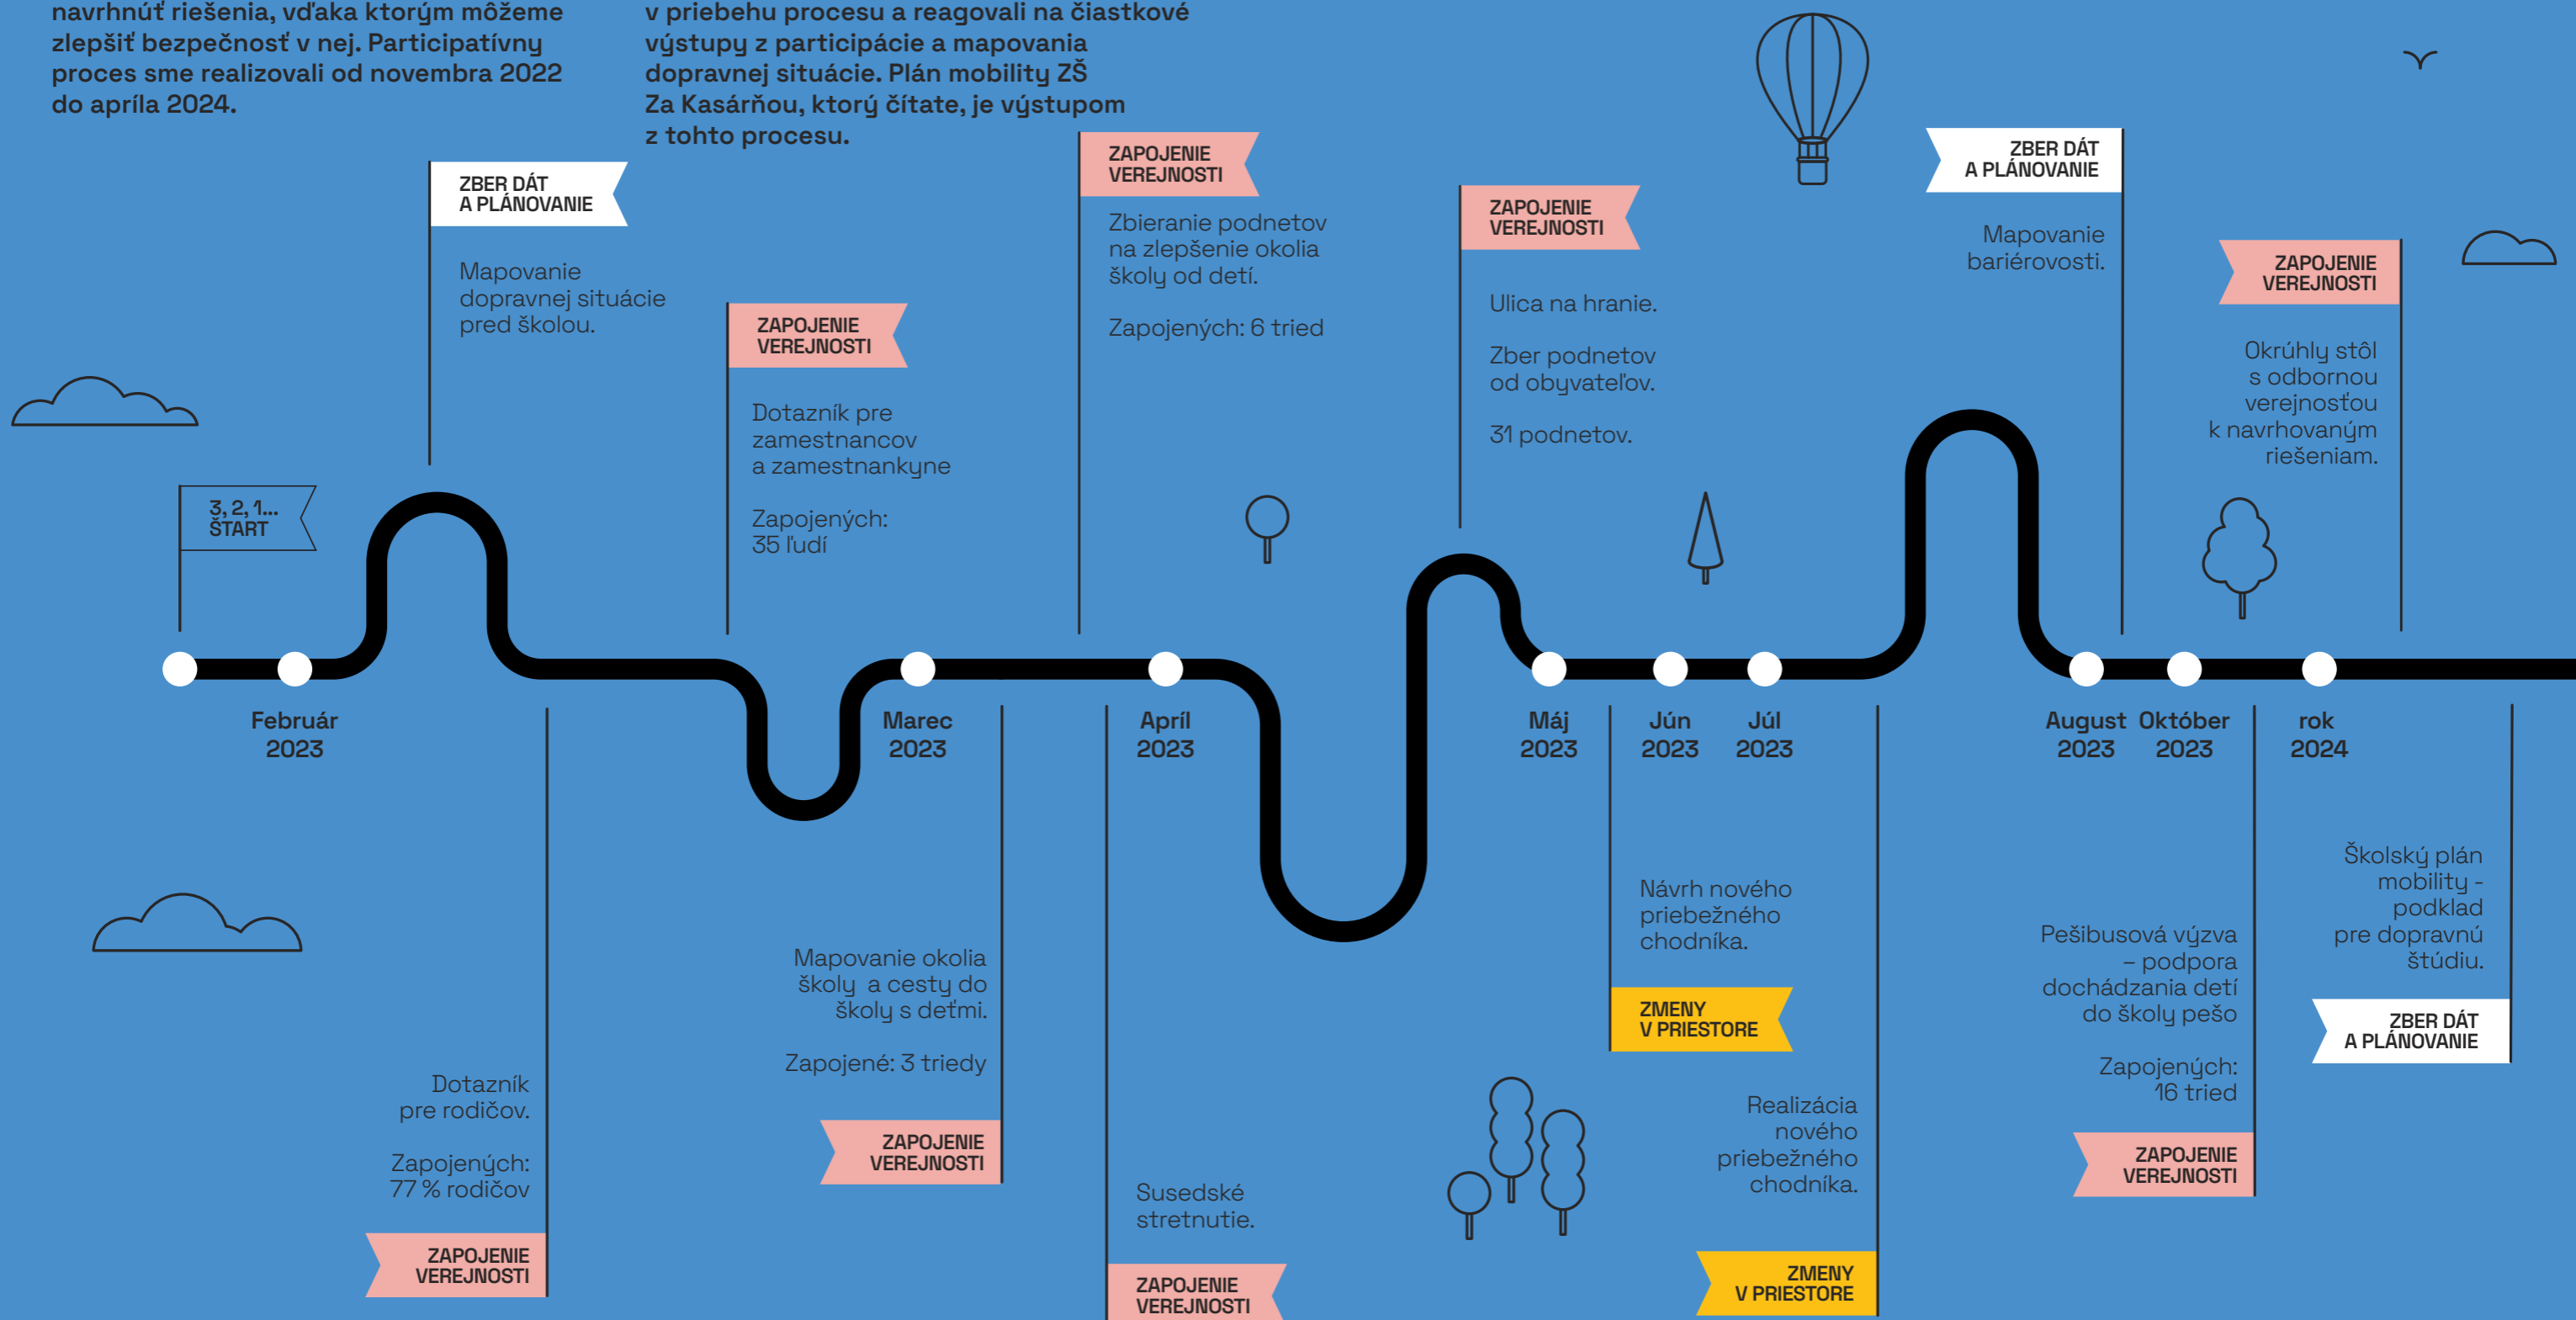 navrhnúť riešenia, vďaka ktorým môžeme
zlepšiť bezpečnosť v nej. Participatívny
proces sme realizovali od novembra 2022
do apríla 2024.
v priebehu procesu a reagovali na čiastkové
výstupy z participácie a mapovania
dopravnej situácie. Plán mobility ZŠ
Za Kasárňou, ktorý čítate, je výstupom
z tohto procesu.
3, 2, 1...
ŠTART
ZBER DÁT
A PLÁNOVANIE
Mapovanie
dopravnej situácie
pred školou.
ZAPOJENIE
VEREJNOSTI
Dotazník pre
zamestnancov
a zamestnankyne
Zapojených:
35 ľudí
ZAPOJENIE
VEREJNOSTI
Zbieranie podnetov
na zlepšenie okolia
školy od detí.
Zapojených: 6 tried
ZAPOJENIE
VEREJNOSTI
Ulica na hranie.
Zber podnetov
od obyvateľov.
31 podnetov.
ZBER DÁT
A PLÁNOVANIE
Mapovanie
bariérovosti.
ZAPOJENIE
VEREJNOSTI
Okrúhly stôl
s odbornou
verejnosťou
k navrhovaným
riešeniam.
Február
2023
Marec
2023
Apríl
2023
Máj
2023
Jún
2023
Júl
2023
August
2023
Október
2023
rok
2024
Dotazník
pre rodičov.
Zapojených:
77 % rodičov
ZAPOJENIE
VEREJNOSTI
Mapovanie okolia
školy a cesty do
školy s deťmi.
Zapojené: 3 triedy
ZAPOJENIE
VEREJNOSTI
Susedské
stretnutie.
ZAPOJENIE
VEREJNOSTI
Návrh nového
priebežného
chodníka.
ZMENY
V PRIESTORE
Realizácia
nového
priebežného
chodníka.
ZMENY
V PRIESTORE
Pešibusová výzva
– podpora
dochádzania detí
do školy pešo
Zapojených:
16 tried
ZAPOJENIE
VEREJNOSTI
Školský plán
mobility -
podklad
pre dopravnú
štúdiu.
ZBER DÁT
A PLÁNOVANIE